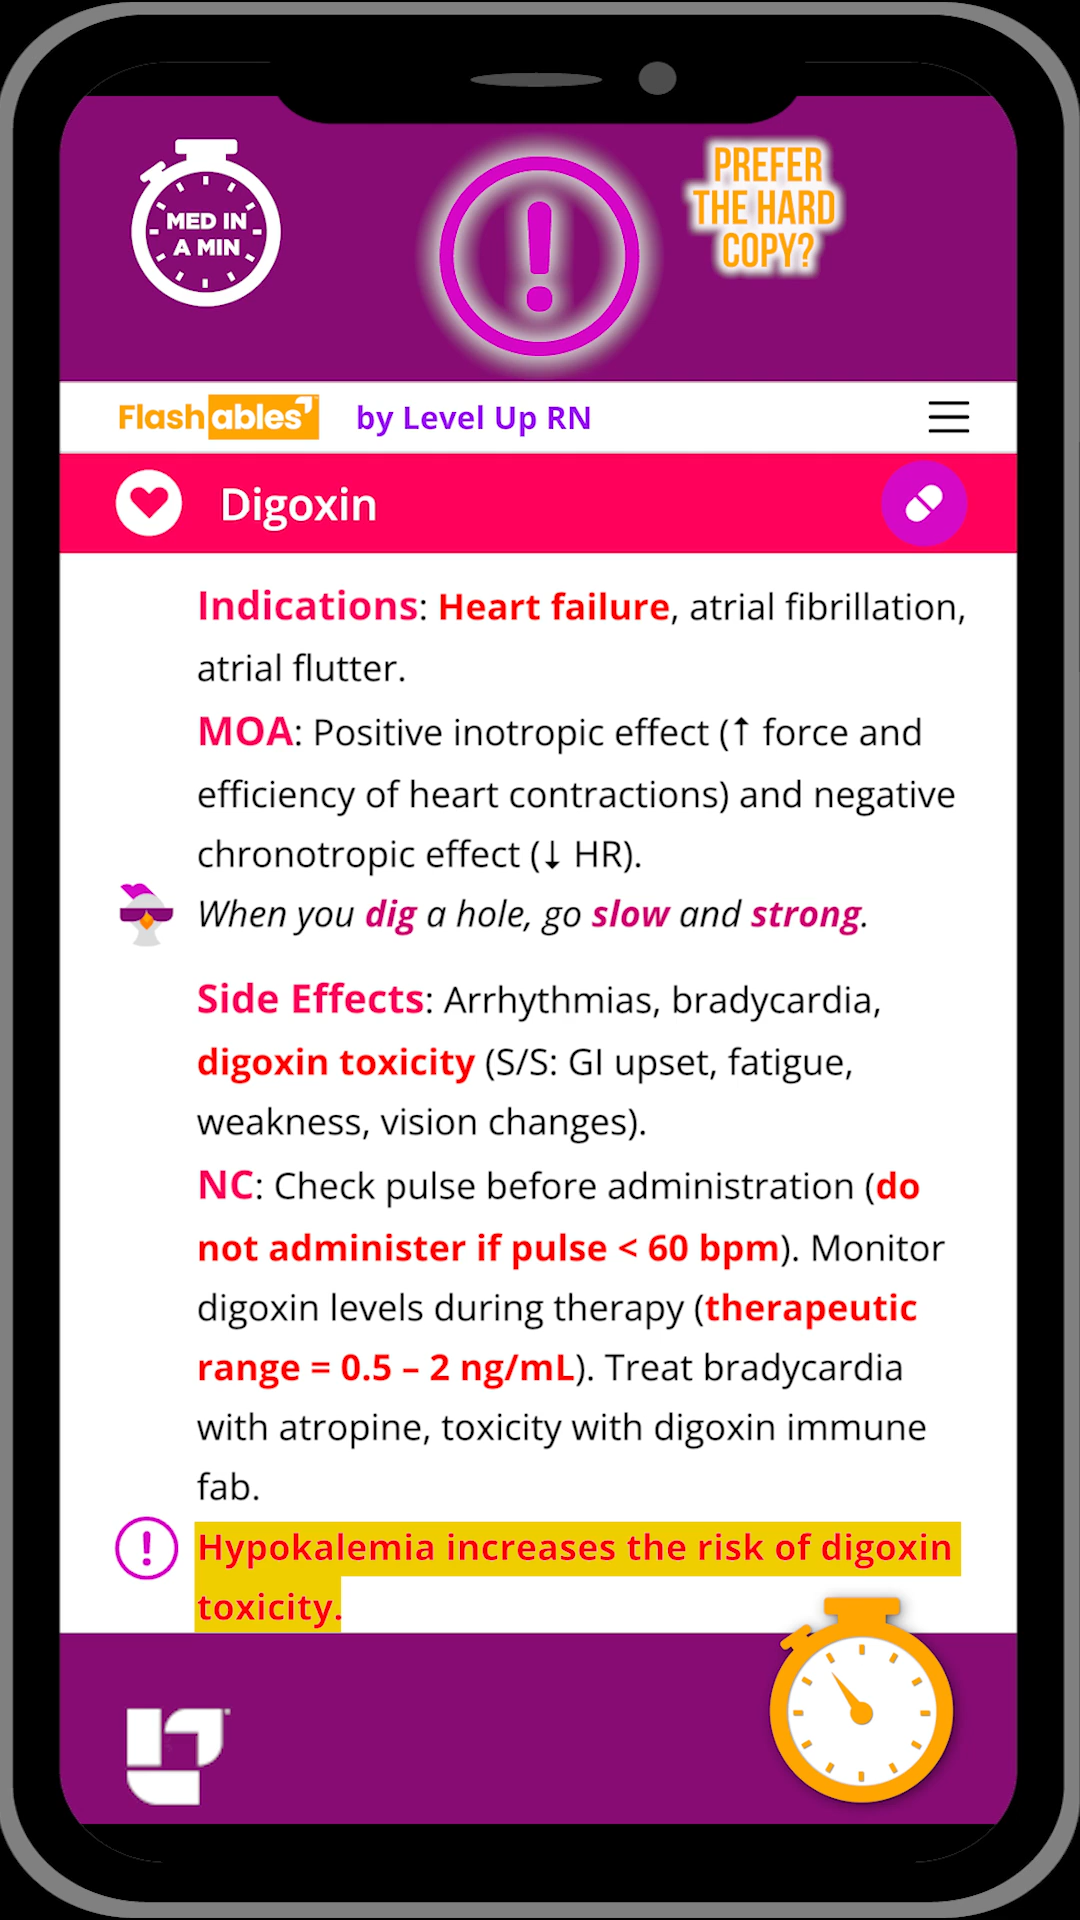 MED IN
A MIN
!
PREFER
THE HARD
COPY?
Flashables™ by Level Up RN
Digoxin
Indications: Heart failure, atrial fibrillation,
atrial flutter.
MOA: Positive inotropic effect (↑ force and
efficiency of heart contractions) and negative
chronotropic effect (↓ HR).
When you dig a hole, go slow and strong.
Side Effects: Arrhythmias, bradycardia,
digoxin toxicity (S/S: GI upset, fatigue,
weakness, vision changes).
NC: Check pulse before administration (do
not administer if pulse < 60 bpm). Monitor
digoxin levels during therapy (therapeutic
range = 0.5 – 2 ng/mL). Treat bradycardia
with atropine, toxicity with digoxin immune
fab.
! Hypokalemia increases the risk of digoxin
toxicity.